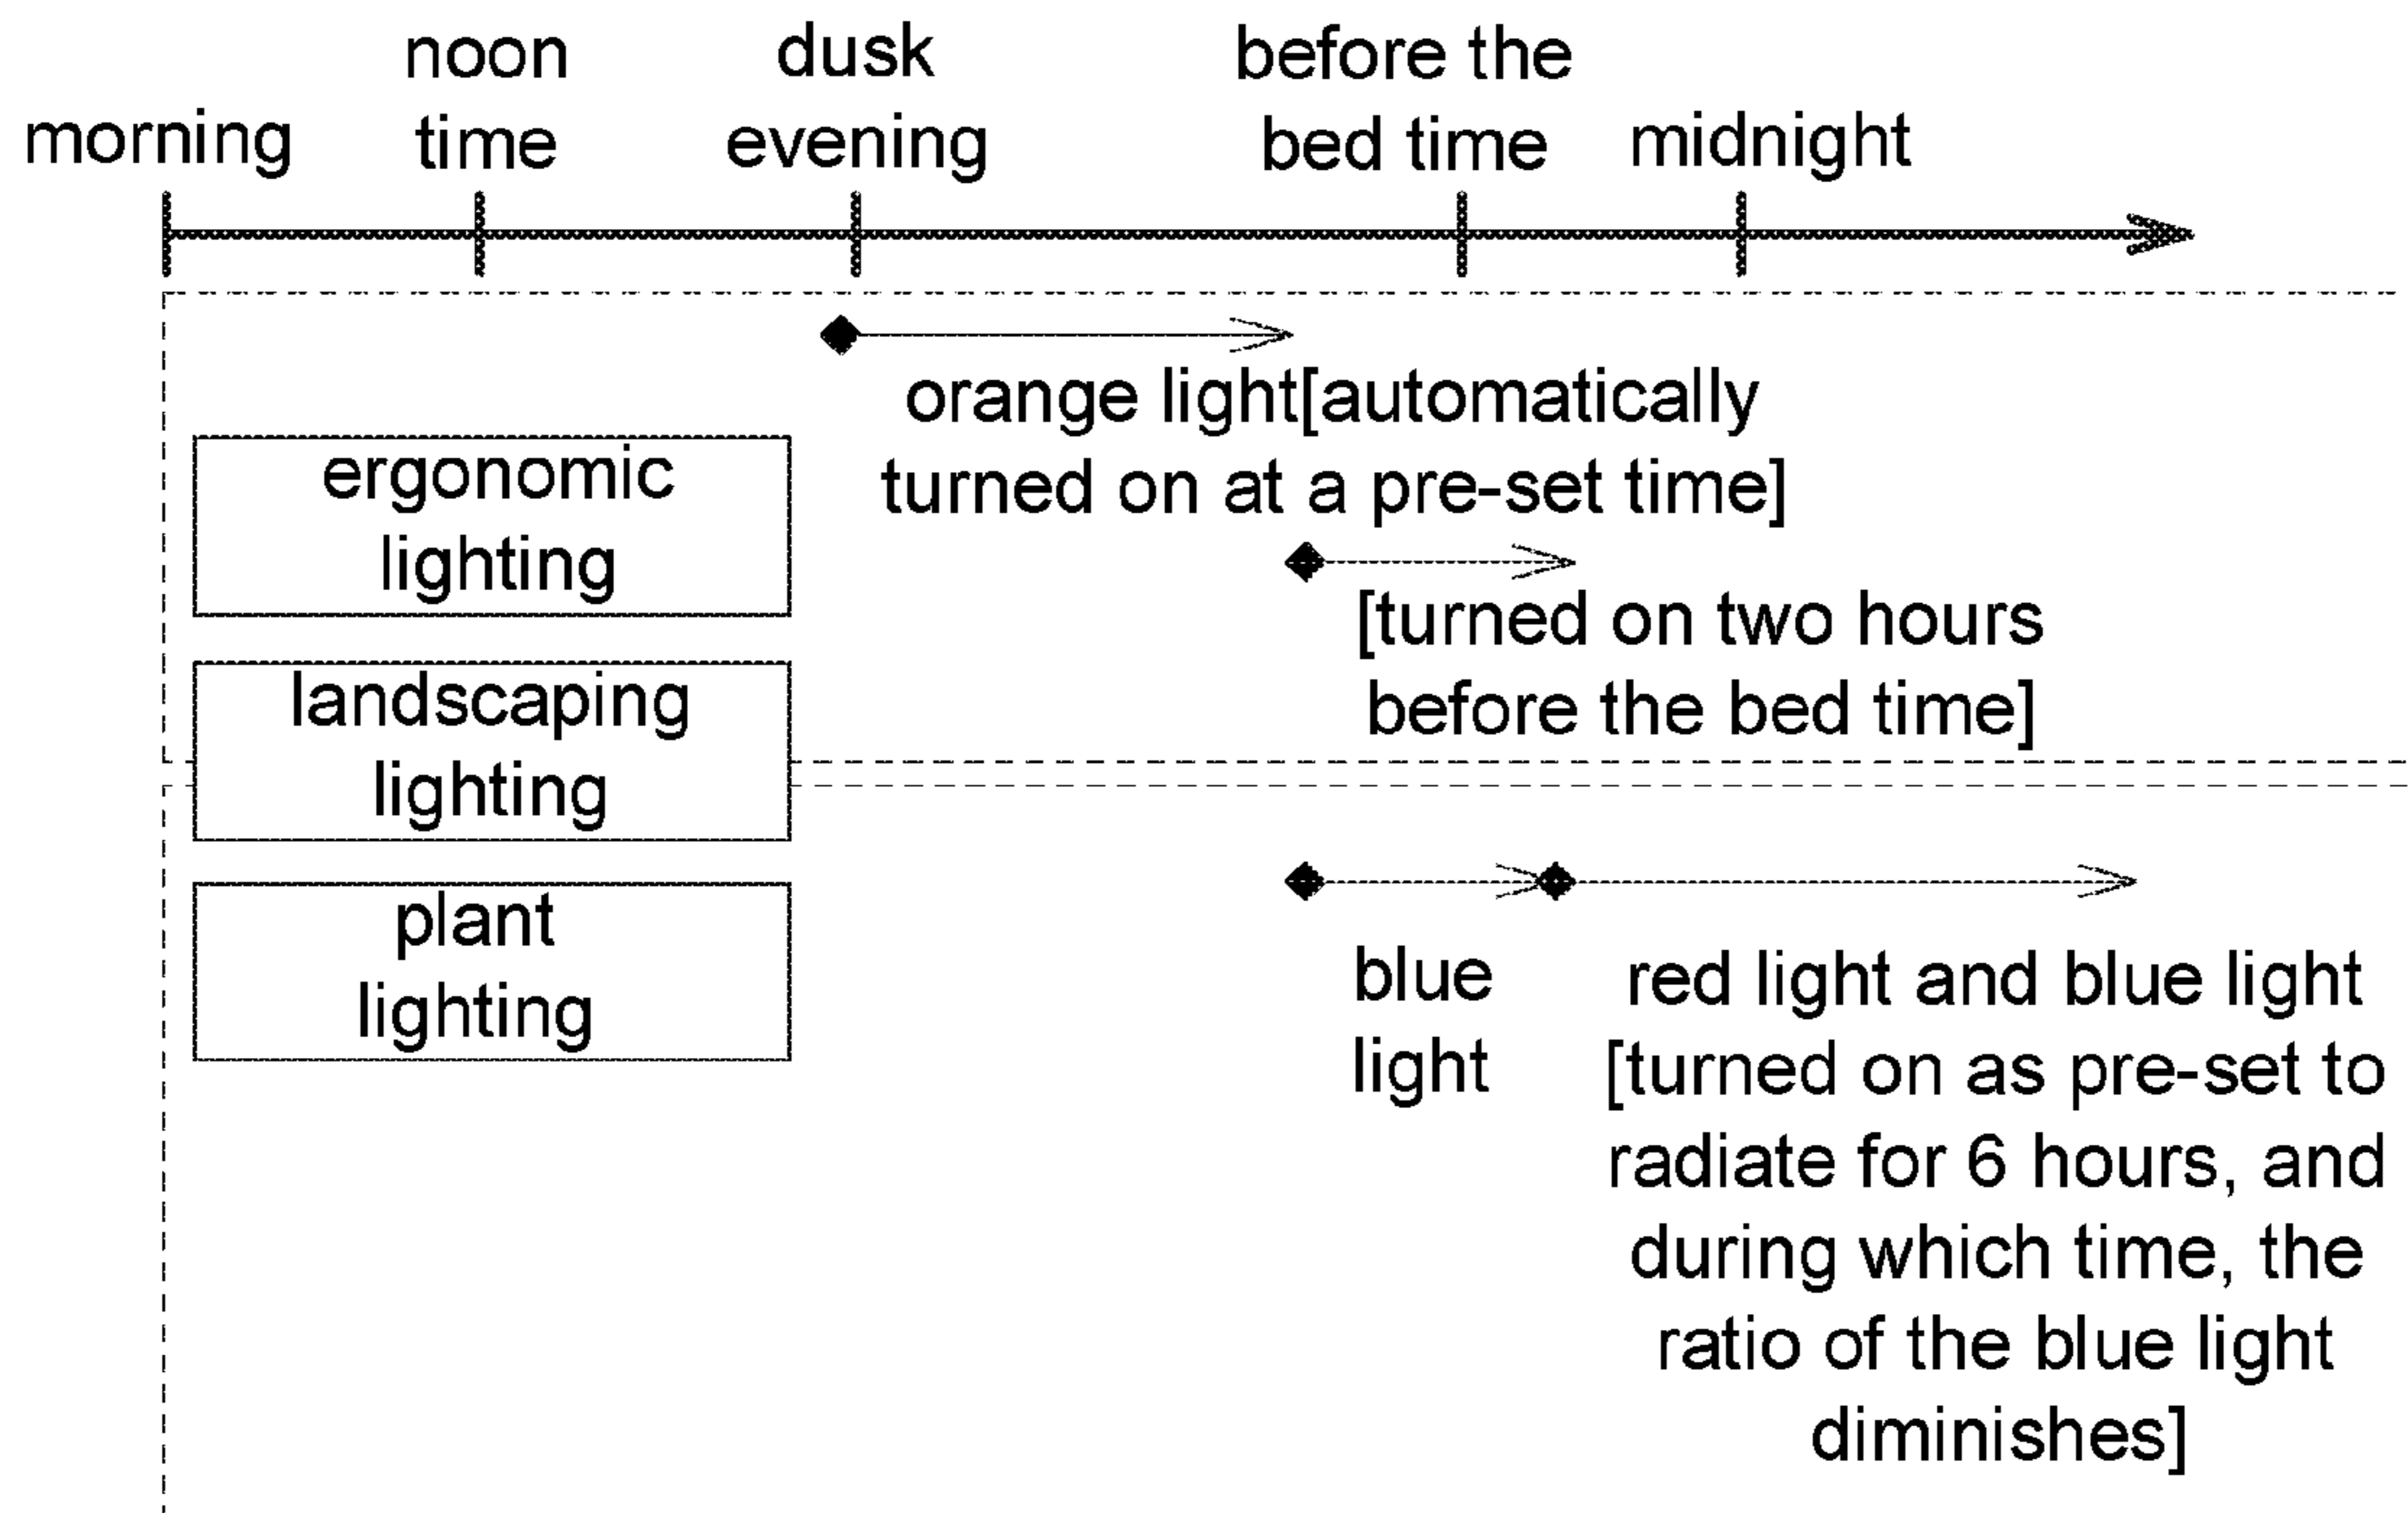 noon
time
dusk
evening
before the
bed time
morning
midnight
orange light[automatically
turned on at a pre-set time]
ergonomic
lighting
[turned on two hours
before the bed time]
landscaping
lighting
plant
lighting
blue
light
red light and blue light
[turned on as pre-set to
radiate for 6 hours, and
during which time, the
ratio of the blue light
diminishes]